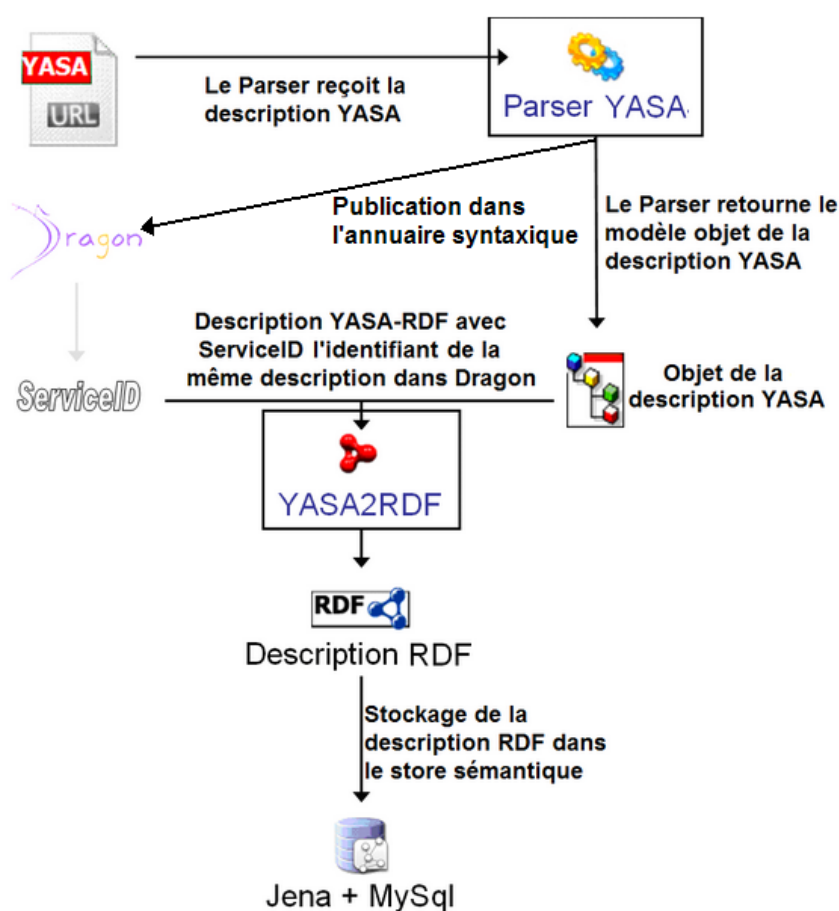 YASA
URL
Le Parser reçoit la
description YASA
Parser YASA
Publication dans
l'annuaire syntaxique
Le Parser retourne le
modèle objet de la
description YASA
Dragon
Description YASA-RDF avec
ServiceID l'identifiant de la
même description dans Dragon
ServiceID
Objet de la
description YASA
YASA2RDF
RDF
Description RDF
Stockage de la
description RDF dans
le store sémantique
Jena + MySql